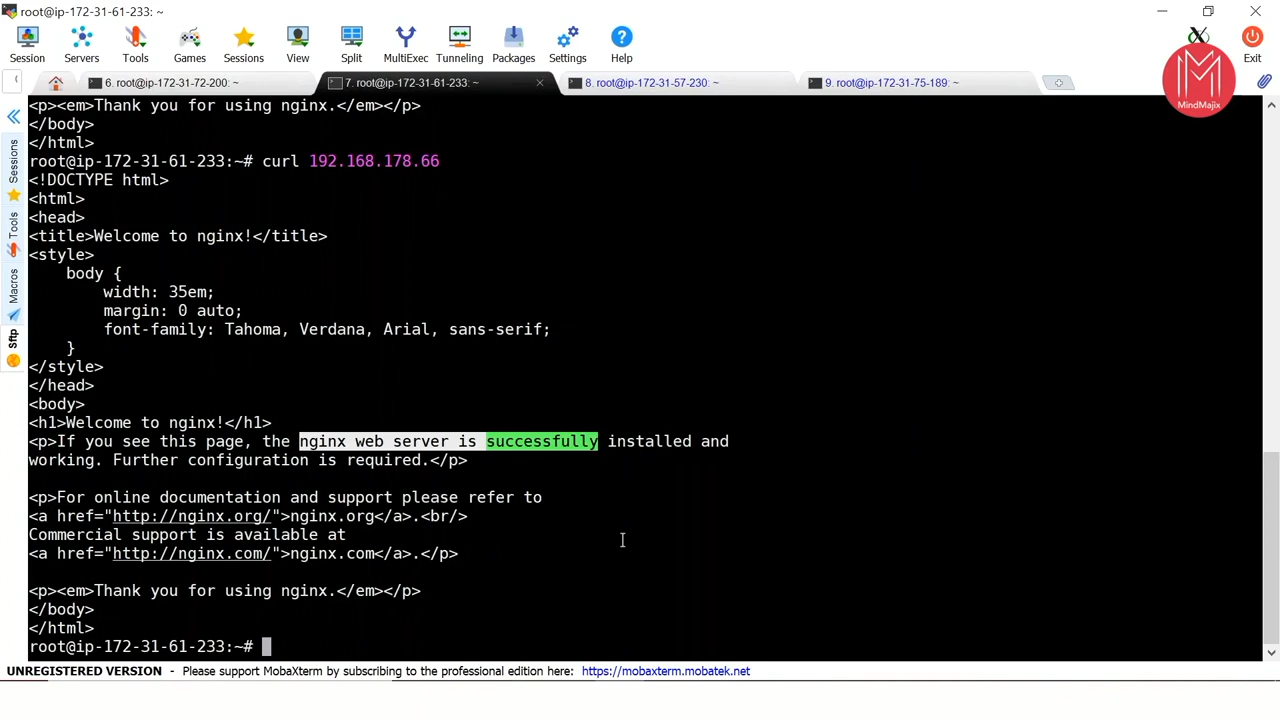 root@ip-172-31-61-233: ~
Session Servers Tools Games Sessions View Split MultiExec Tunneling Packages Settings Help
Exit
6. root@ip-172-31-72-200: ~
7. root@ip-172-31-61-233: ~
8. root@ip-172-31-57-230: ~
9. root@ip-172-31-75-189: ~
MindMajix
Sessions
Tools
Macros
Sftp
<p><em>Thank you for using nginx.</em></p>
</body>
</html>
root@ip-172-31-61-233:~# curl 192.168.178.66
<!DOCTYPE html>
<html>
<head>
<title>Welcome to nginx!</title>
<style>
    body {
        width: 35em;
        margin: 0 auto;
        font-family: Tahoma, Verdana, Arial, sans-serif;
    }
</style>
</head>
<body>
<h1>Welcome to nginx!</h1>
<p>If you see this page, the nginx web server is successfully installed and
working. Further configuration is required.</p>
<p>For online documentation and support please refer to
<a href="http://nginx.org/">nginx.org</a>.<br/>
Commercial support is available at
<a href="http://nginx.com/">nginx.com</a>.</p>
<p><em>Thank you for using nginx.</em></p>
</body>
</html>
root@ip-172-31-61-233:~#
UNREGISTERED VERSION - Please support MobaXterm by subscribing to the professional edition here: https://mobaxterm.mobatek.net